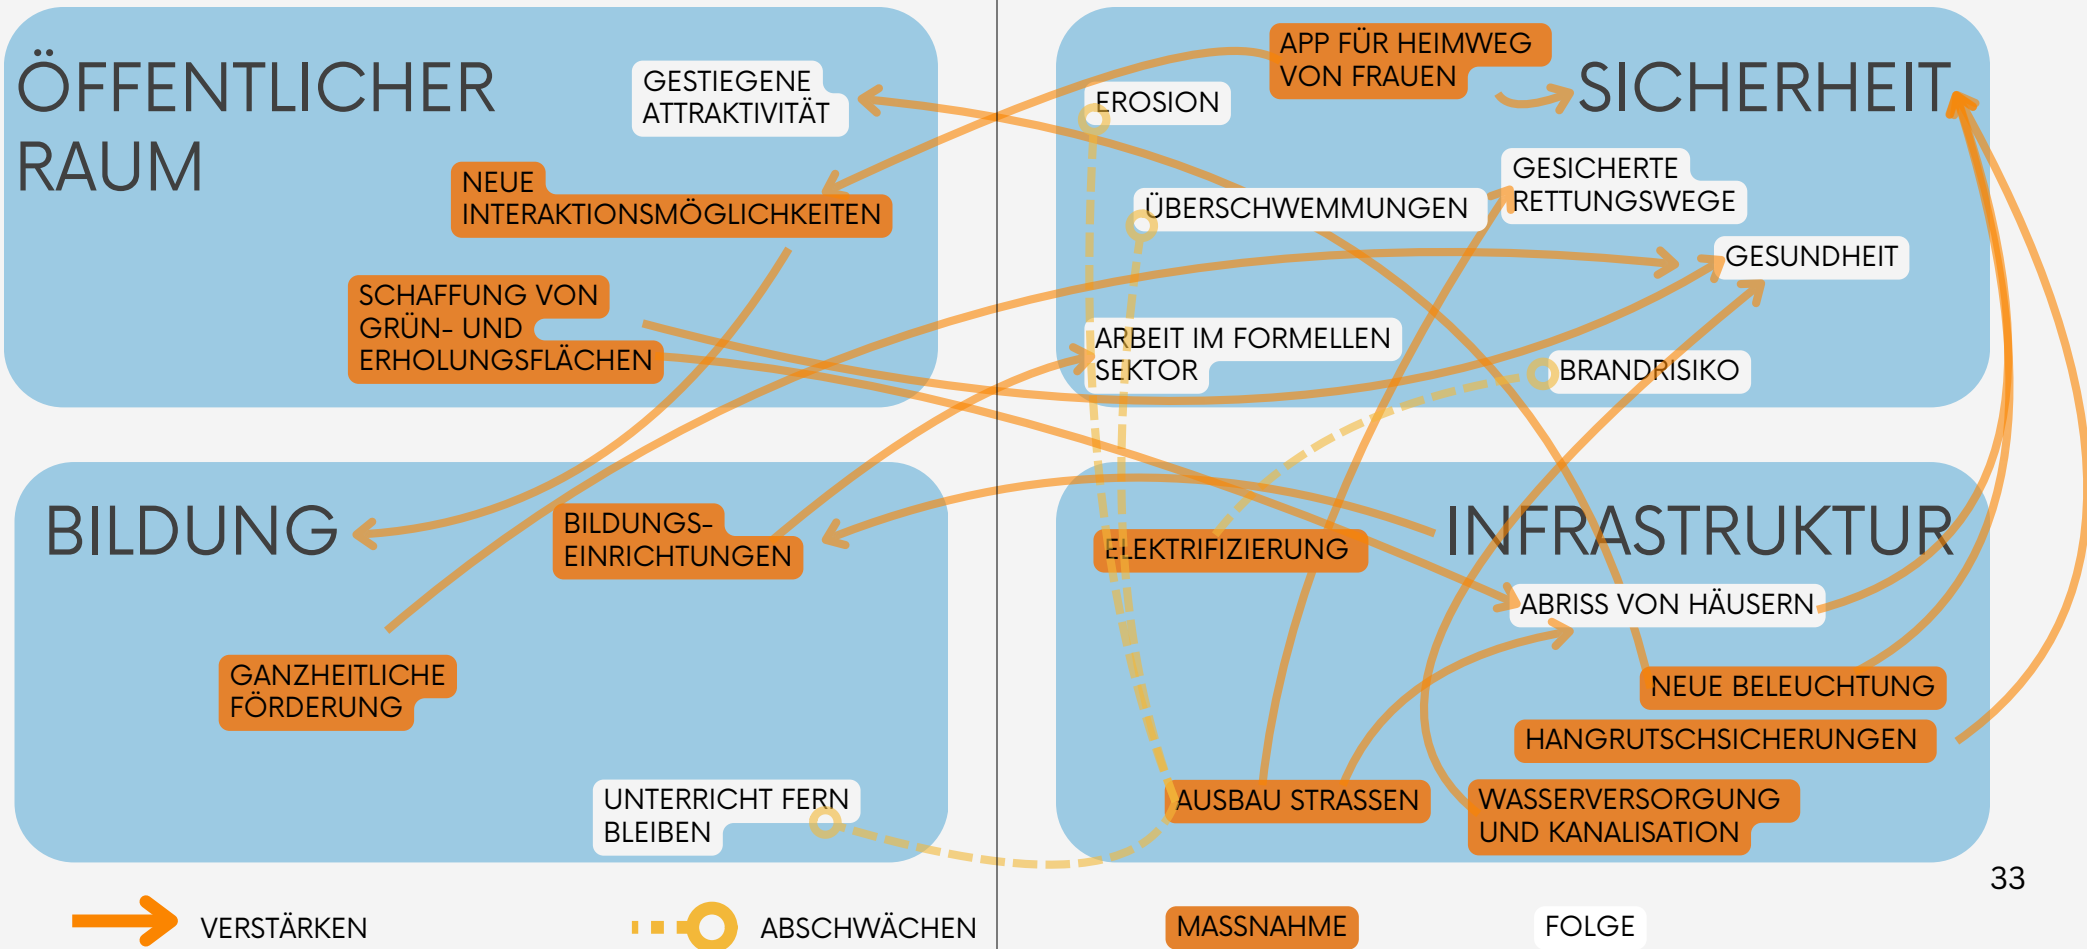 ÖFFENTLICHER
RAUM
GESTIEGENE
ATTRAKTIVITÄT
NEUE
INTERAKTIONSMÖGLICHKEITEN
SCHAFFUNG VON
GRÜN- UND
ERHOLUNGSFLÄCHEN
APP FÜR HEIMWEG
VON FRAUEN
SICHERHEIT
EROSION
GESICHERTE
RETTUNGSWEGE
ÜBERSCHWEMMUNGEN
GESUNDHEIT
ARBEIT IM FORMELLEN
SEKTOR
BRANDRISIKO
BILDUNG
BILDUNGS-
EINRICHTUNGEN
GANZHEITLICHE
FÖRDERUNG
UNTERRICHT FERN
BLEIBEN
INFRASTRUKTUR
ELEKTRIFIZIERUNG
ABRISS VON HÄUSERN
NEUE BELEUCHTUNG
HANGRUTSCHSICHERUNGEN
AUSBAU STRASSEN
WASSERVERSORGUNG
UND KANALISATION
33
VERSTÄRKEN
ABSCHWÄCHEN
MASSNAHME
FOLGE